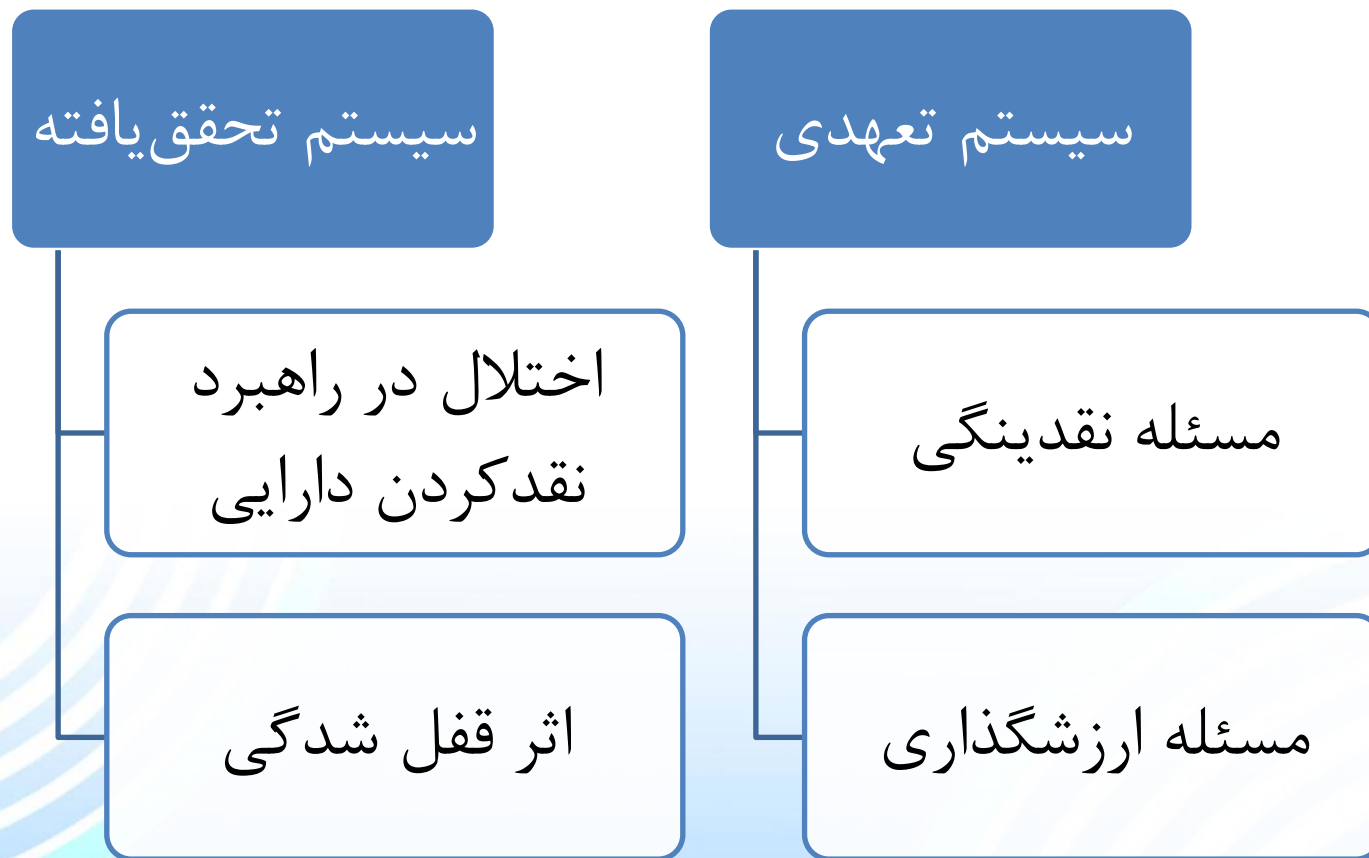 سیستم تعهدی
مسئله نقدینگی
مسئله ارزشگذاری
سیستم تحقق‌یافته
اختلال در راهبرد
نقدکردن دارایی
اثر قفل شدگی